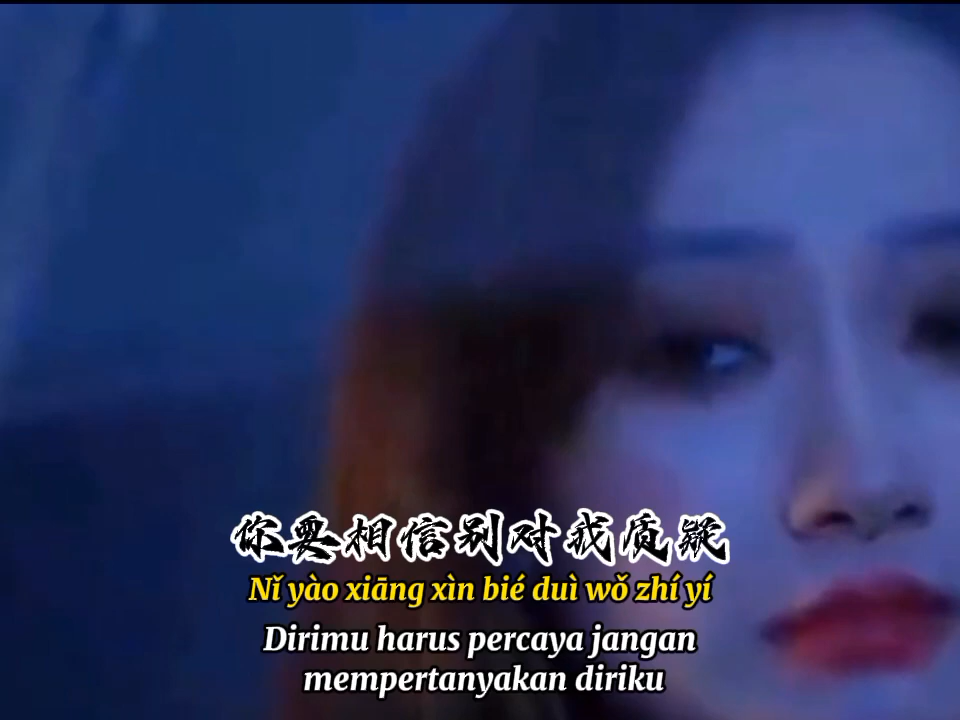 你要相信别对我质疑
Nǐ yào xiāng xìn bié duì wǒ zhí yí
Dirimu harus percaya jangan
mempertanyakan diriku